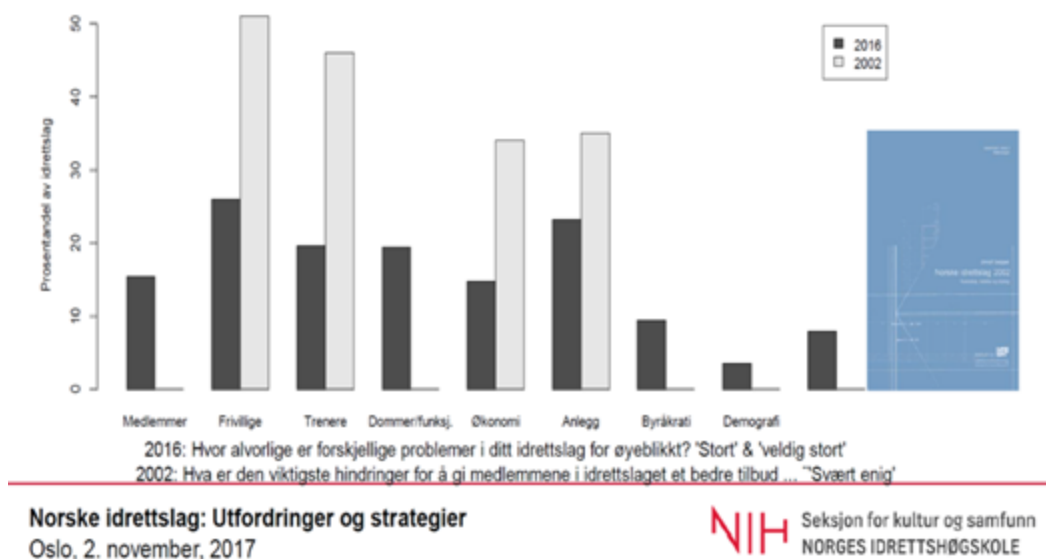 50
40
30
20
10
0
Prosentandel av idrettslag
2016
2002
Norske idrettslag 2002
Medlemmer Frivillige Trenere Dommer/funksj. Økonomi Anlegg Byråkrati Demografi
2016: Hvor alvorlige er forskjellige problemer i ditt idrettslag for øyeblikkt? 'Stort' & 'veldig stort'
2002: Hva er den viktigste hindringer for å gi medlemmene i idrettslaget et bedre tilbud ... ¨'Svært enig'
Norske idrettslag: Utfordringer og strategier
Oslo, 2. november, 2017
NIH Seksjon for kultur og samfunn
NORGES IDRETTSHØGSKOLE